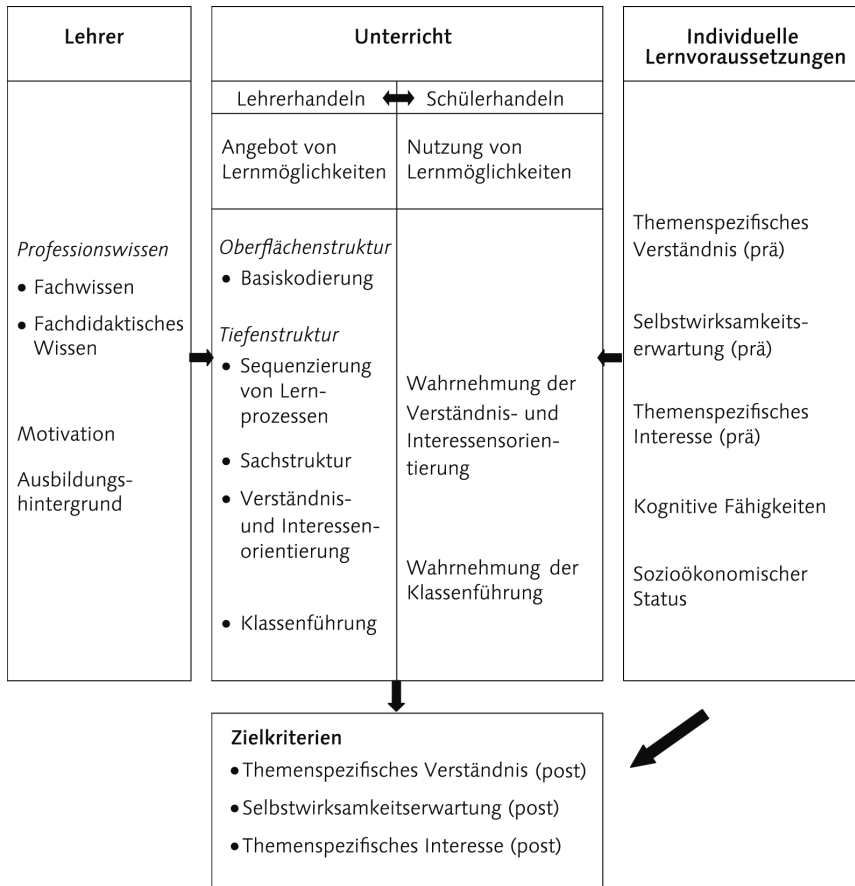 Lehrer
Professionswissen
• Fachwissen
• Fachdidaktisches
Wissen
Motivation
Ausbildungs-
hintergrund
Unterricht
Lehrerhandeln
Schülerhandeln
Angebot von
Lernmöglichkeiten
Nutzung von
Lernmöglichkeiten
Oberflächenstruktur
• Basiskodierung
Tiefenstruktur
• Sequenzierung
von Lern-
prozessen
• Sachstruktur
• Verständnis-
und Interessen-
orientierung
• Klassenführung
Wahrnehmung der
Verständnis- und
Interessensorien-
tierung
Wahrnehmung der
Klassenführung
Individuelle
Lernvoraussetzungen
Themenspezifisches
Verständnis (prä)
Selbstwirksamkeits-
erwartung (prä)
Themenspezifisches
Interesse (prä)
Kognitive Fähigkeiten
Sozioökonomischer
Status
Zielkriterien
• Themenspezifisches Verständnis (post)
• Selbstwirksamkeitserwartung (post)
• Themenspezifisches Interesse (post)